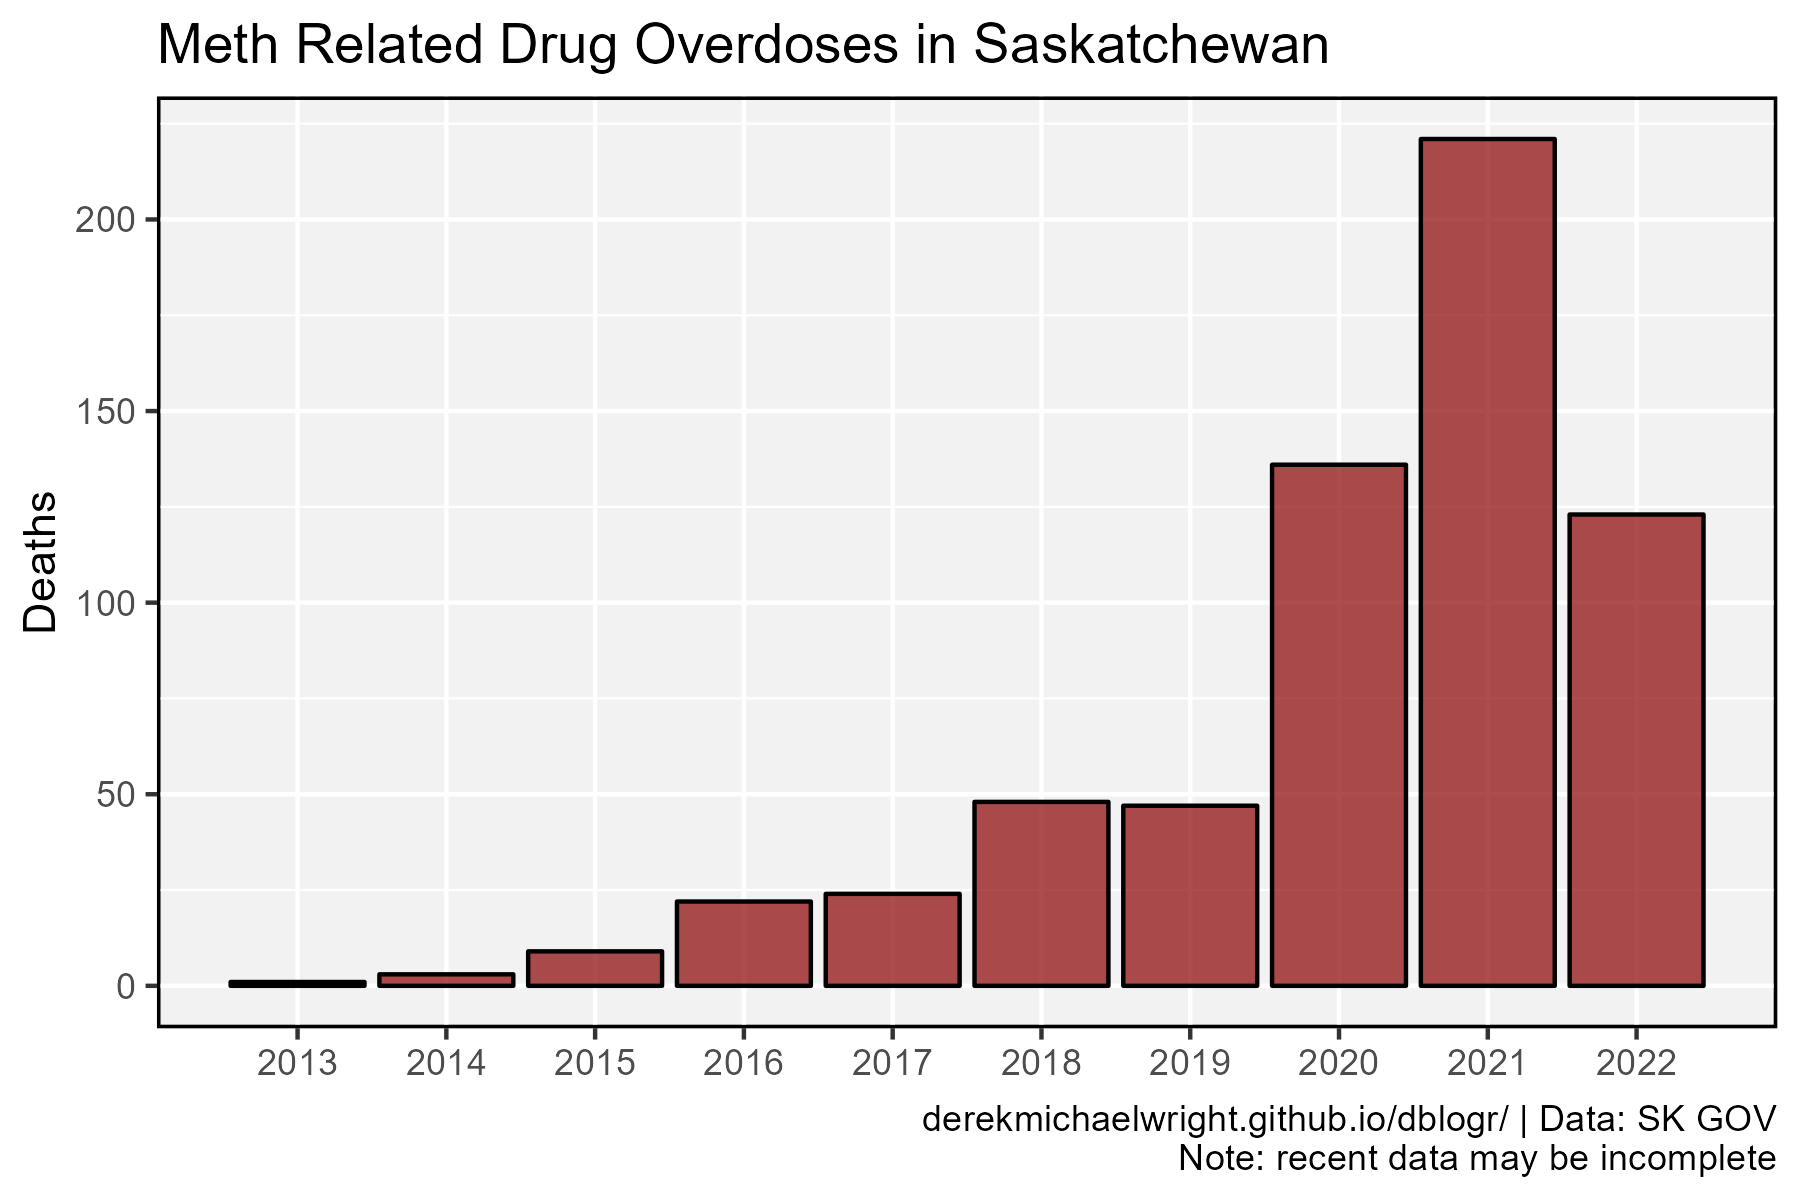 Meth Related Drug Overdoses in Saskatchewan
Deaths
200
150
100
50
0
2013 2014 2015 2016 2017 2018 2019 2020 2021 2022
derekmichaelwright.github.io/dblogr/ | Data: SK GOV
Note: recent data may be incomplete